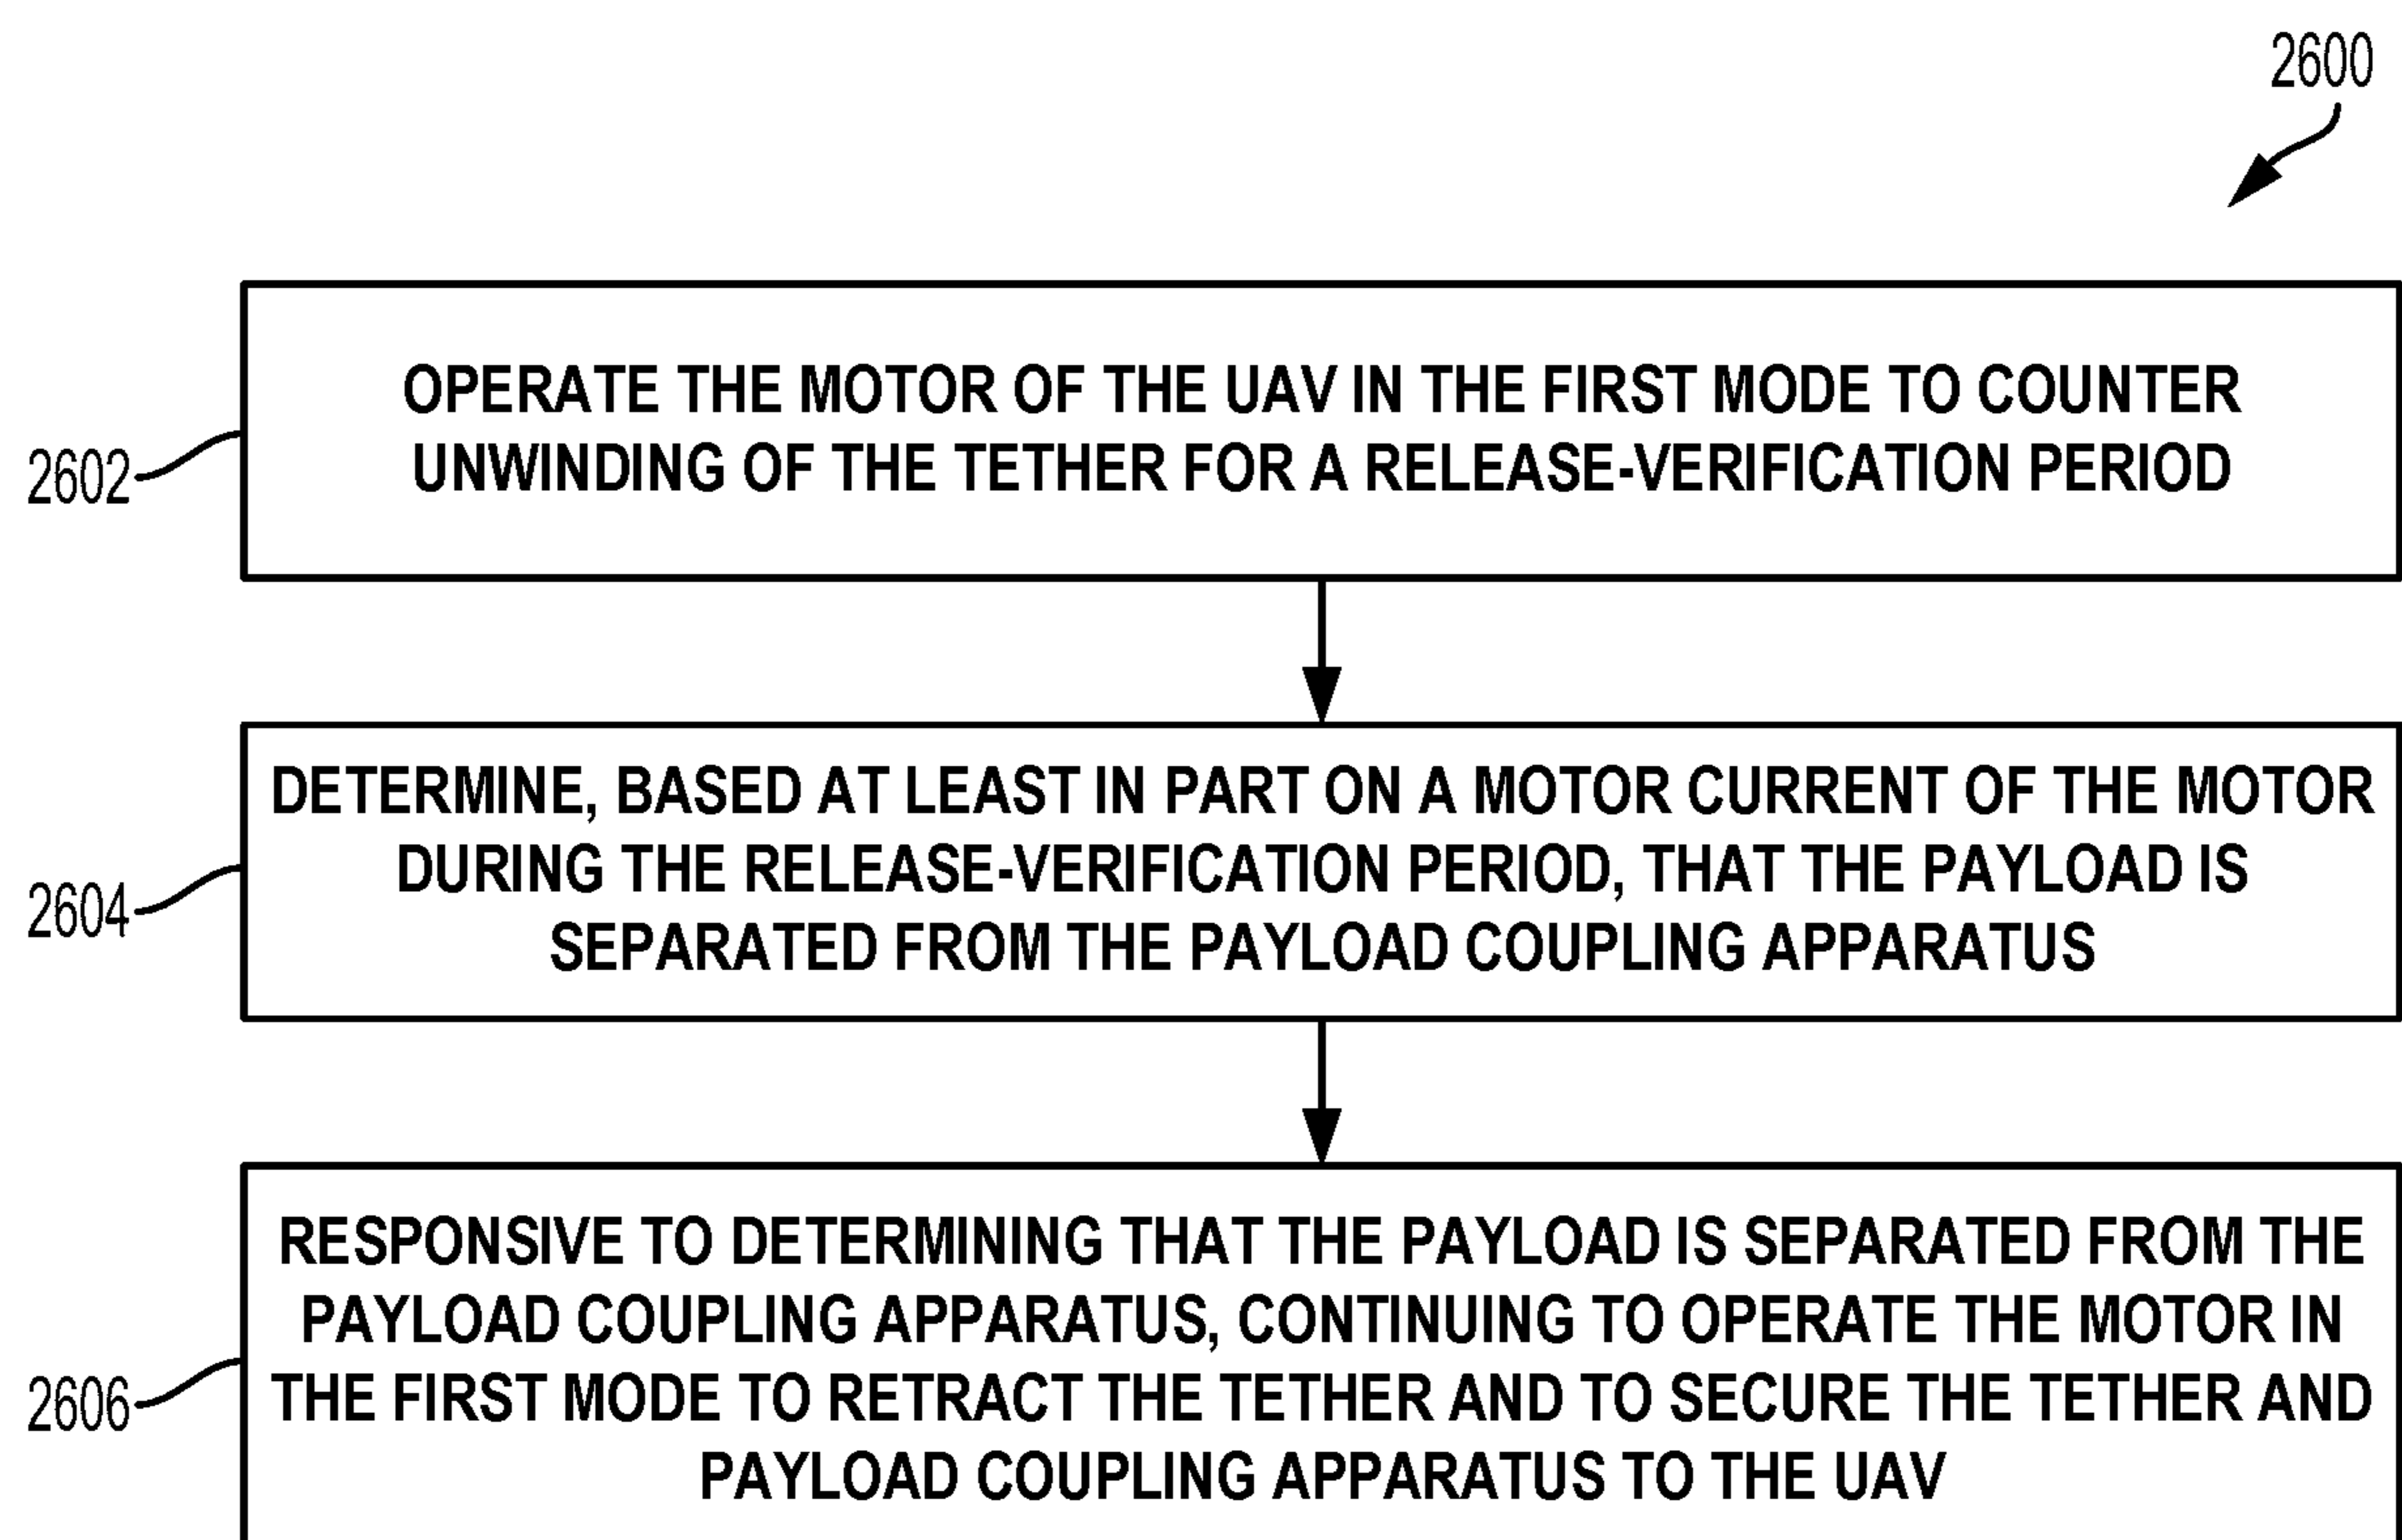 2600
OPERATE THE MOTOR OF THE UAV IN THE FIRST MODE TO COUNTER
UNWINDING OF THE TETHER FOR A RELEASE-VERIFICATION PERIOD
2602
DETERMINE, BASED AT LEAST IN PART ON A MOTOR CURRENT OF THE MOTOR
DURING THE RELEASE-VERIFICATION PERIOD, THAT THE PAYLOAD IS
SEPARATED FROM THE PAYLOAD COUPLING APPARATUS
2604
RESPONSIVE TO DETERMINING THAT THE PAYLOAD IS SEPARATED FROM THE
PAYLOAD COUPLING APPARATUS, CONTINUING TO OPERATE THE MOTOR IN
THE FIRST MODE TO RETRACT THE TETHER AND TO SECURE THE TETHER AND
PAYLOAD COUPLING APPARATUS TO THE UAV
2606